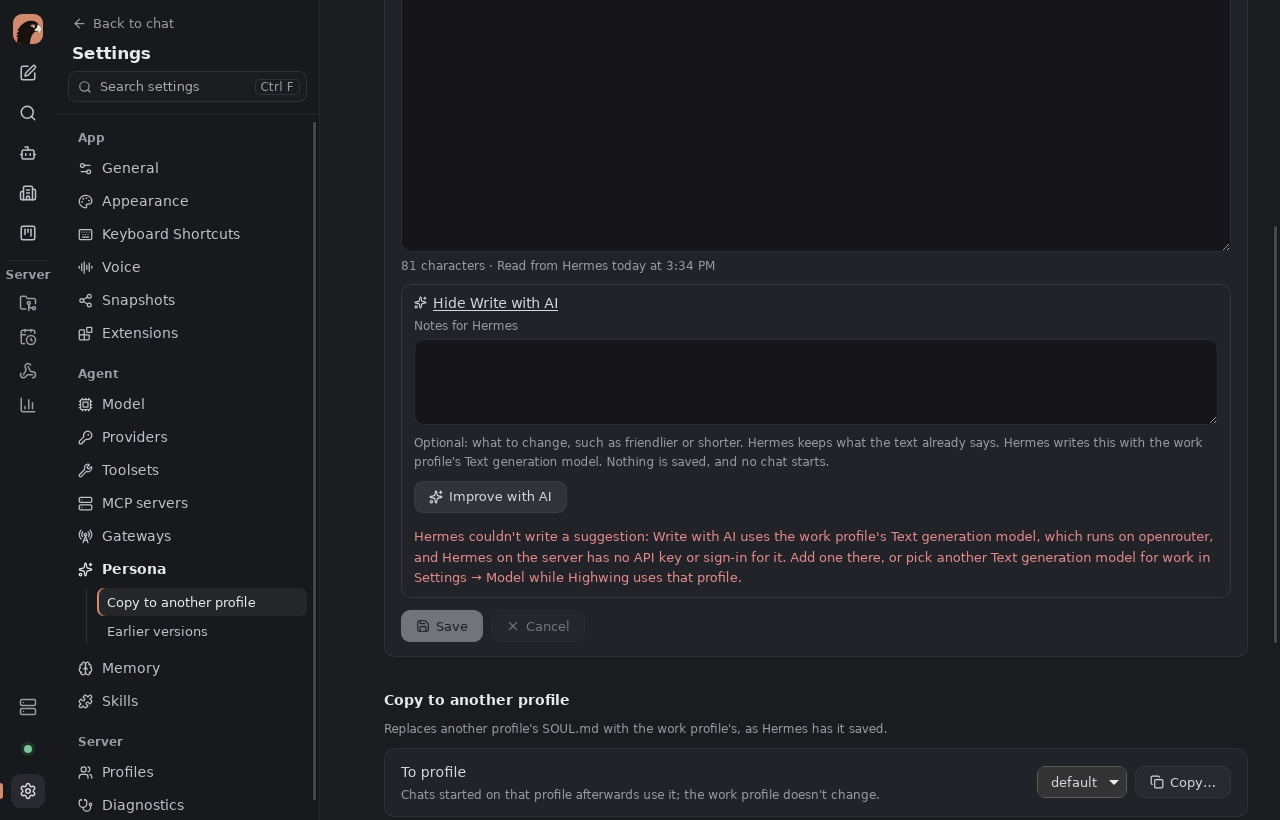 Back to chat
Settings
Search settings
Ctrl F
App
General
Appearance
Keyboard Shortcuts
Voice
Snapshots
Extensions
Agent
Model
Providers
Toolsets
MCP servers
Gateways
Persona
Copy to another profile
Earlier versions
Memory
Skills
Server
Profiles
Diagnostics
Server
81 characters · Read from Hermes today at 3:34 PM
Hide Write with AI
Notes for Hermes
Optional: what to change, such as friendlier or shorter. Hermes keeps what the text already says. Hermes writes this with the work
profile's Text generation model. Nothing is saved, and no chat starts.
Improve with AI
Hermes couldn't write a suggestion: Write with AI uses the work profile's Text generation model, which runs on openrouter,
and Hermes on the server has no API key or sign-in for it. Add one there, or pick another Text generation model for work in
Settings → Model while Highwing uses that profile.
Save
Cancel
Copy to another profile
Replaces another profile's SOUL.md with the work profile's, as Hermes has it saved.
To profile
Chats started on that profile afterwards use it; the work profile doesn't change.
default
Copy...